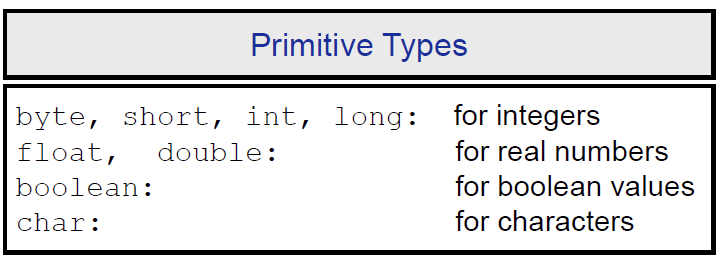 Primitive Types
byte, short, int, long: for integers
float, double: for real numbers
boolean: for boolean values
char: for characters